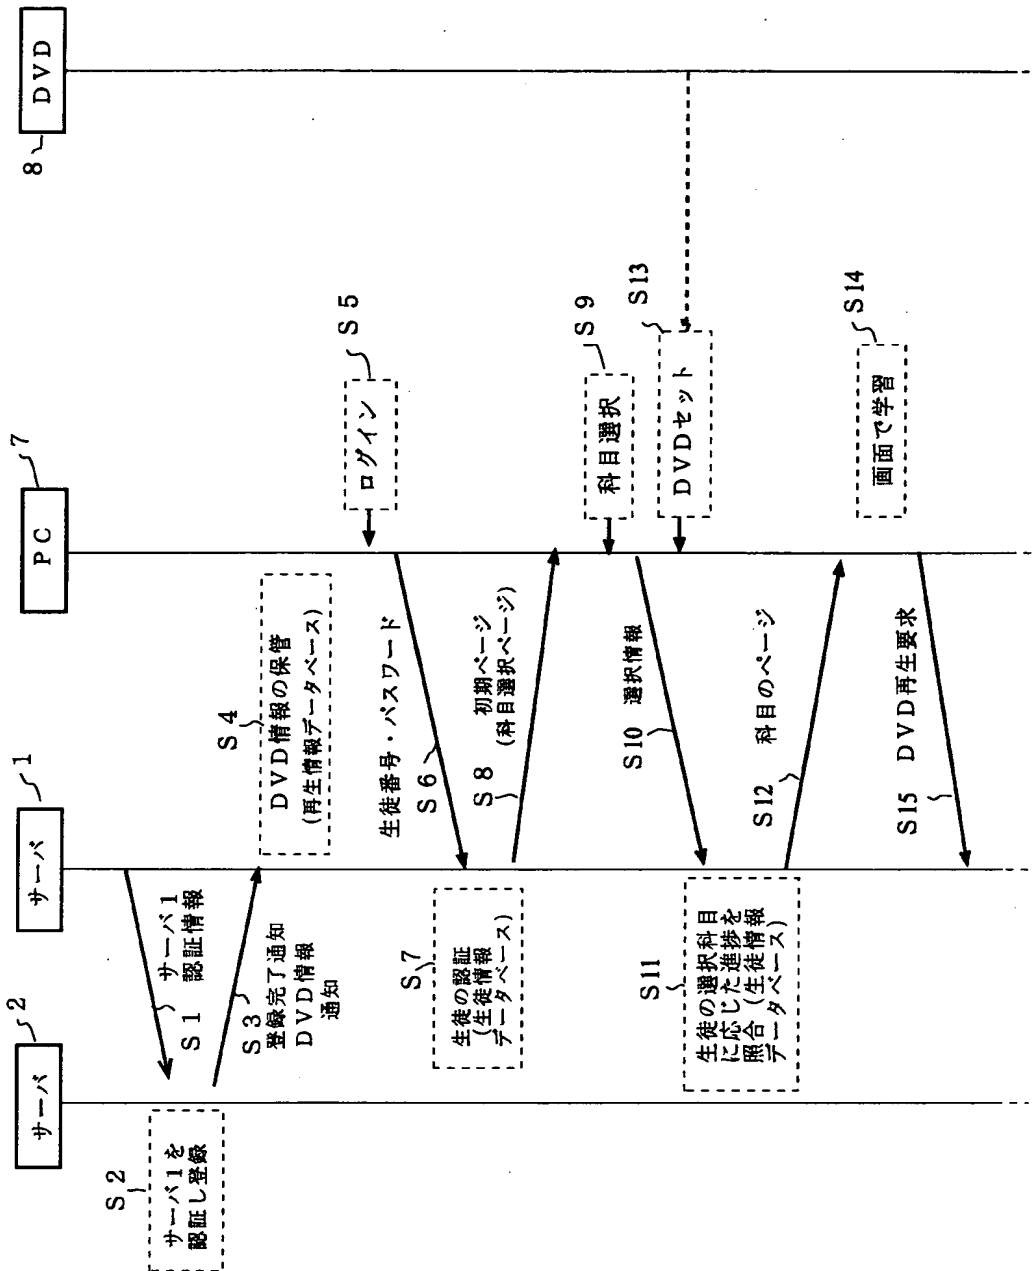 サーバ
2
サーバ
1
PC
7
DVD
8
S1
サーバ1
認証情報
S2
サーバ1を
認証し登録
S3
登録完了通知
DVD情報
通知
S4
DVD情報の保管
(再生情報データベース)
S5
ログイン
生徒番号・パスワード
S6
S7
生徒の認証
(生徒情報
データベース)
S8
初期ページ
(科目選択ページ)
S9
科目選択
S10
選択情報
S11
生徒の選択科目
に応じた進捗を
照合(生徒情報
データベース)
S12
科目のページ
S13
DVDセット
S14
画面で学習
S15
DVD再生要求